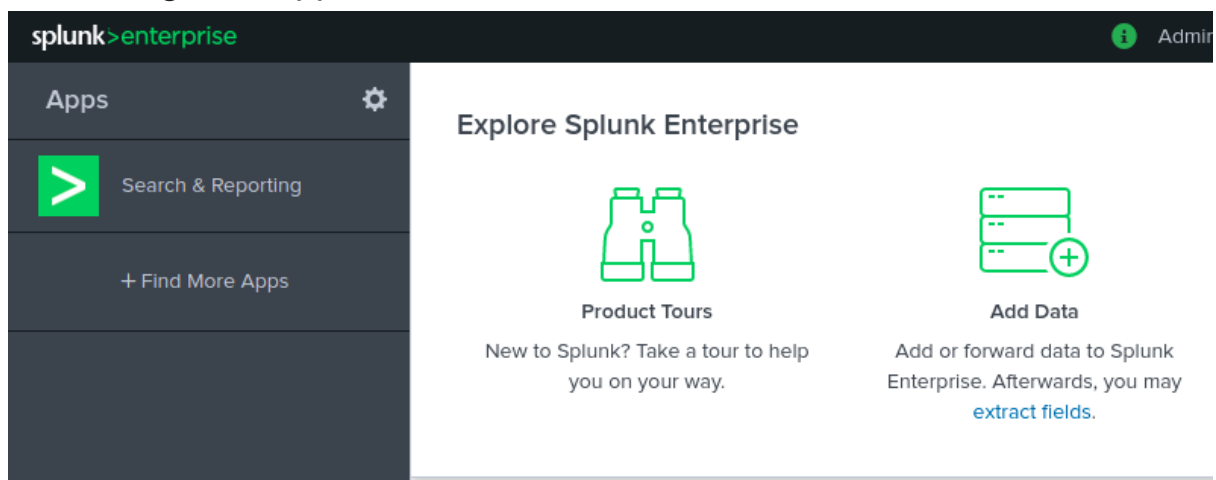 splunk>enterprise
Admin
Apps
Explore Splunk Enterprise
Search & Reporting
+ Find More Apps
Product Tours
New to Splunk? Take a tour to help
you on your way.
Add Data
Add or forward data to Splunk
Enterprise. Afterwards, you may
extract fields.